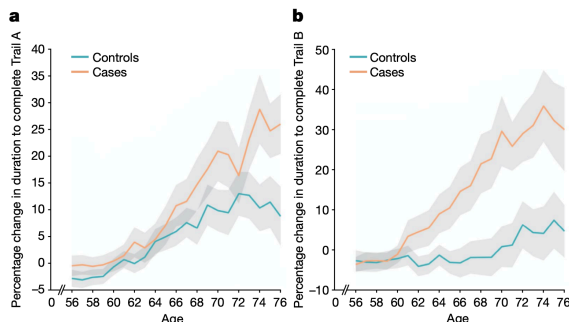 a
Percentage change in duration to complete Trail A
40
35
30
25
20
15
10
5
0
−5
Controls
Cases
0 56 58 60 62 64 66 68 70 72 74 76
Age
b
Percentage change in duration to complete Trail B
50
40
30
20
10
0
−10
Controls
Cases
0 56 58 60 62 64 66 68 70 72 74 76
Age